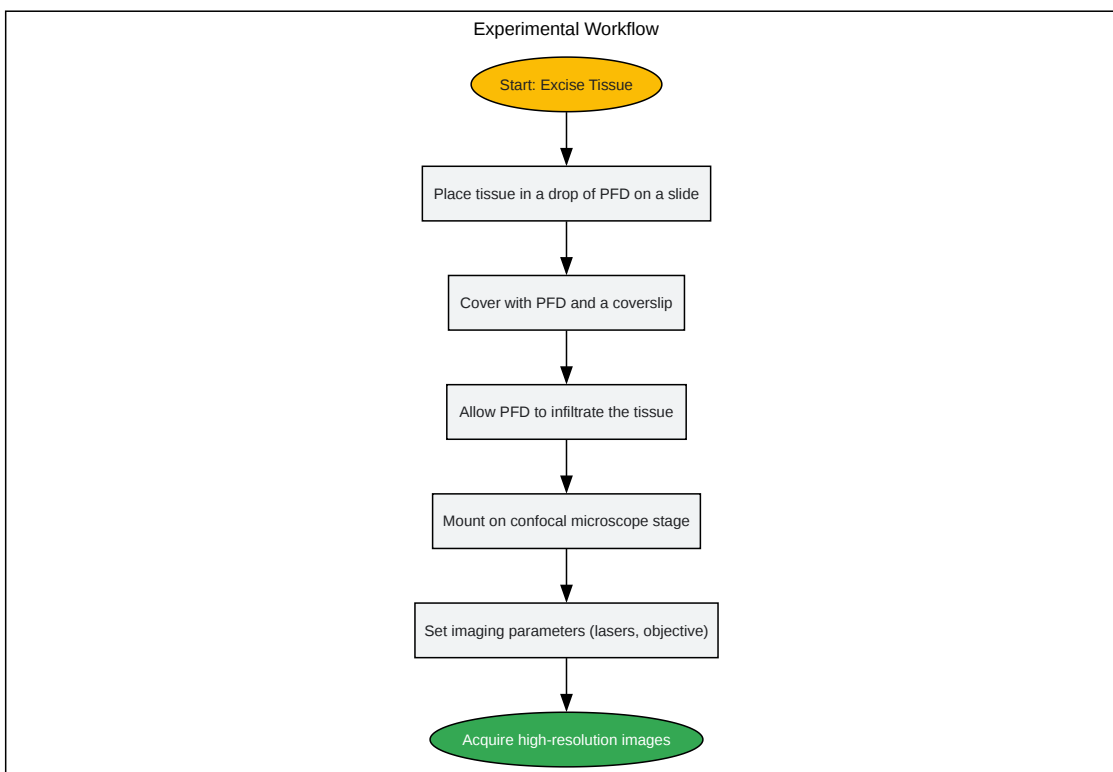 Experimental Workflow
Start: Excise Tissue
Place tissue in a drop of PFD on a slide
Cover with PFD and a coverslip
Allow PFD to infiltrate the tissue
Mount on confocal microscope stage
Set imaging parameters (lasers, objective)
Acquire high-resolution images